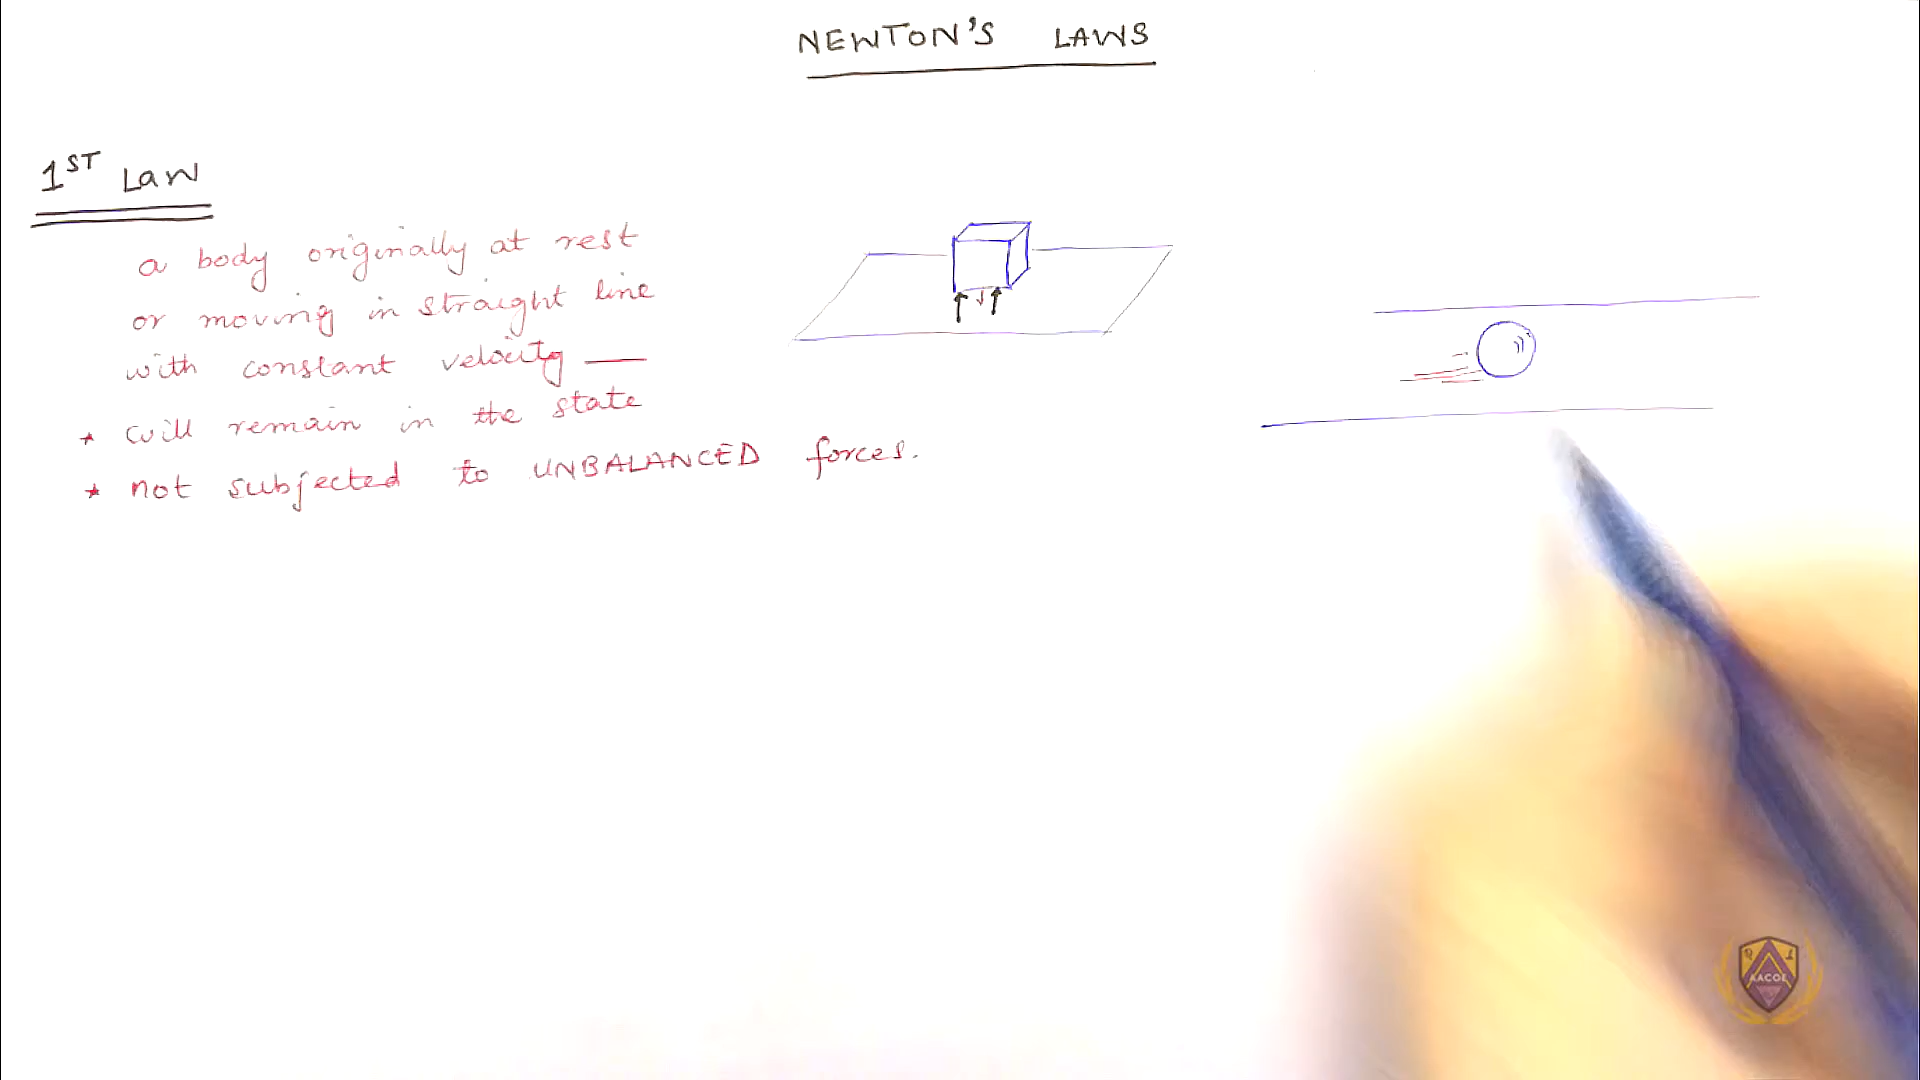 NEWTON'S LAWS
1ST LAW
a body originally at rest
or moving in straight line
with constant velocity —
* will remain in the state
* not subjected to UNBALANCED forces.
AACOE